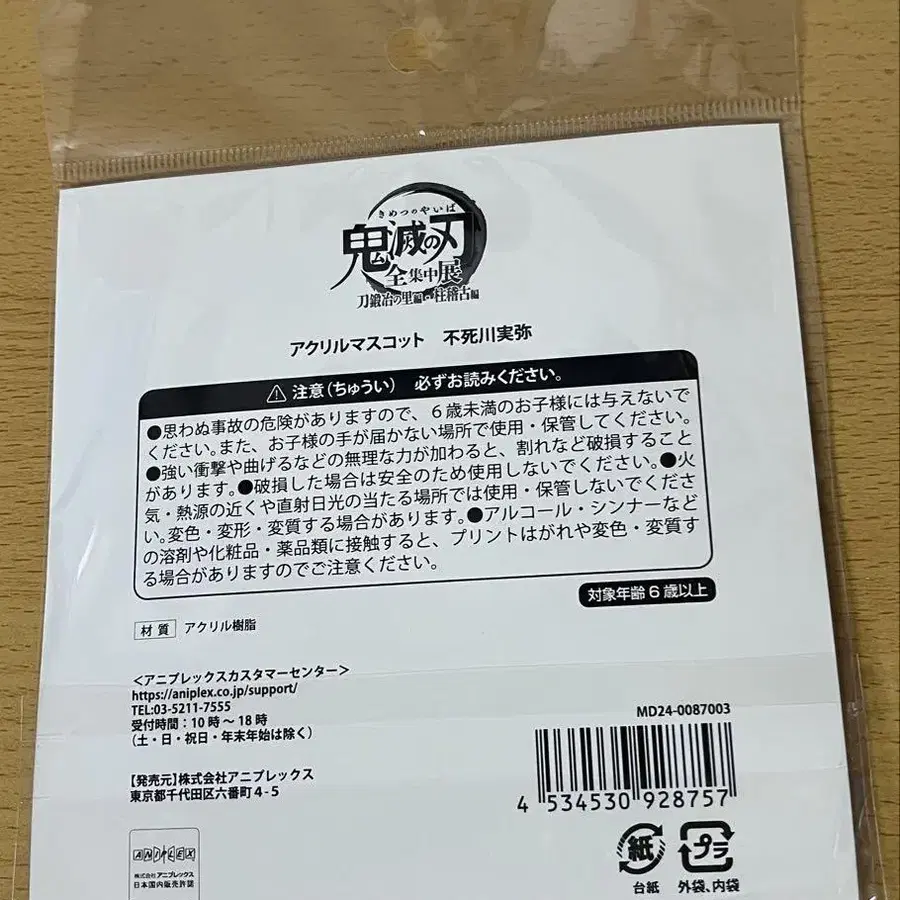 きめつのやいば
鬼滅の刃
全集中展
刀鍛冶の里編・柱稽古編
アクリルマスコット 不死川実弥
注意(ちゅうい) 必ずお読みください。
●思わぬ事故の危険がありますので、6歳未満のお子様には与えないで
ください。また、お子様の手が届かない場所で使用・保管してください。
●強い衝撃や曲げるなどの無理な力が加わると、割れなど破損すること
があります。●破損した場合は安全のため使用しないでください。●火
気・熱源の近くや直射日光の当たる場所では使用・保管しないでくださ
い。変色・変形・変質する場合があります。●アルコール・シンナーなど
の溶剤や化粧品・薬品類に接触すると、プリントはがれや変色・変質す
る場合がありますのでご注意ください。
対象年齢6歳以上
材質 アクリル樹脂
<アニプレックスカスタマーセンター>
https://aniplex.co.jp/support/
TEL:03-5211-7555
受付時間:10時~18時
(土・日・祝日・年末年始は除く)
【発売元】株式会社アニプレックス
東京都千代田区六番町4-5
MD24-0087003
4 534530 928757
ANIPLEX
株式会社アニプレックス
日本国内販売許諾
紙
台紙
プラ
外袋、内袋